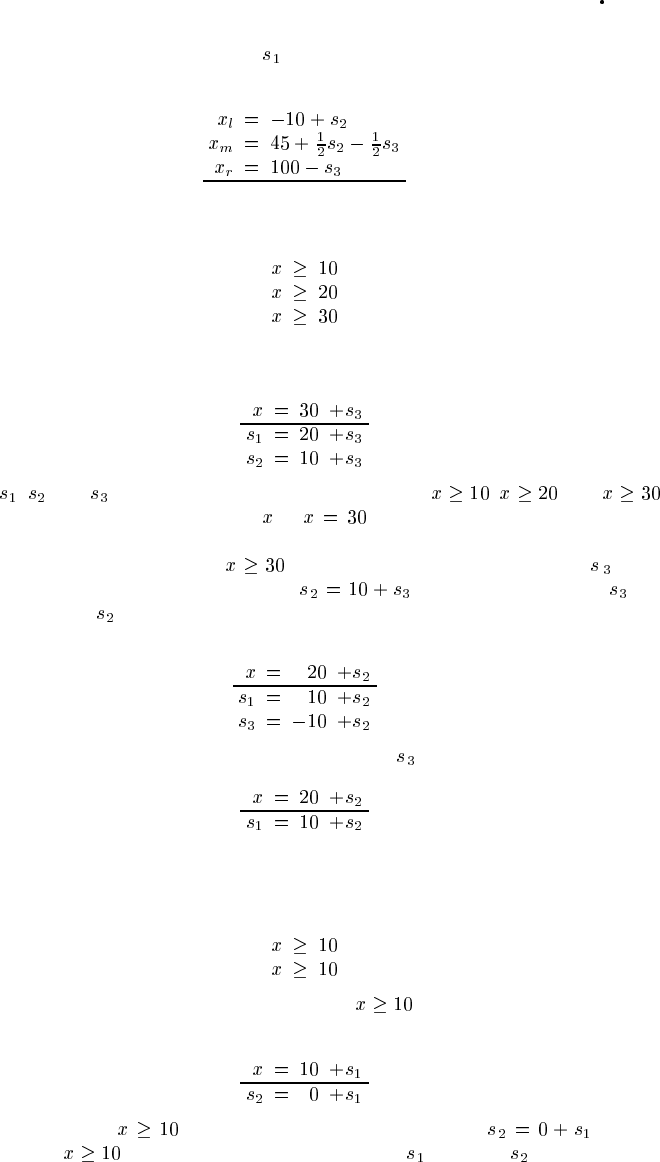 s₁
xₗ = −10 + s₂
xₘ = 45 + ½s₂ − ½s₃
xᵣ = 100 − s₃
x ≥ 10
x ≥ 20
x ≥ 30
x = 30 +s₃
s₁ = 20 +s₃
s₂ = 10 +s₃
s₁ s₂ s₃ x ≥ 10 x ≥ 20 x ≥ 30
x x = 30
x ≥ 30 s₃
s₂ = 10 + s₃ s₃
s₂
x = 20 +s₂
s₁ = 10 +s₂
s₃ = −10 +s₂
s₃
x = 20 +s₂
s₁ = 10 +s₂
x ≥ 10
x ≥ 10
x ≥ 10
x = 10 +s₁
s₂ = 0 +s₁
x ≥ 10 s₂ = 0 + s₁
x ≥ 10 s₁ s₂